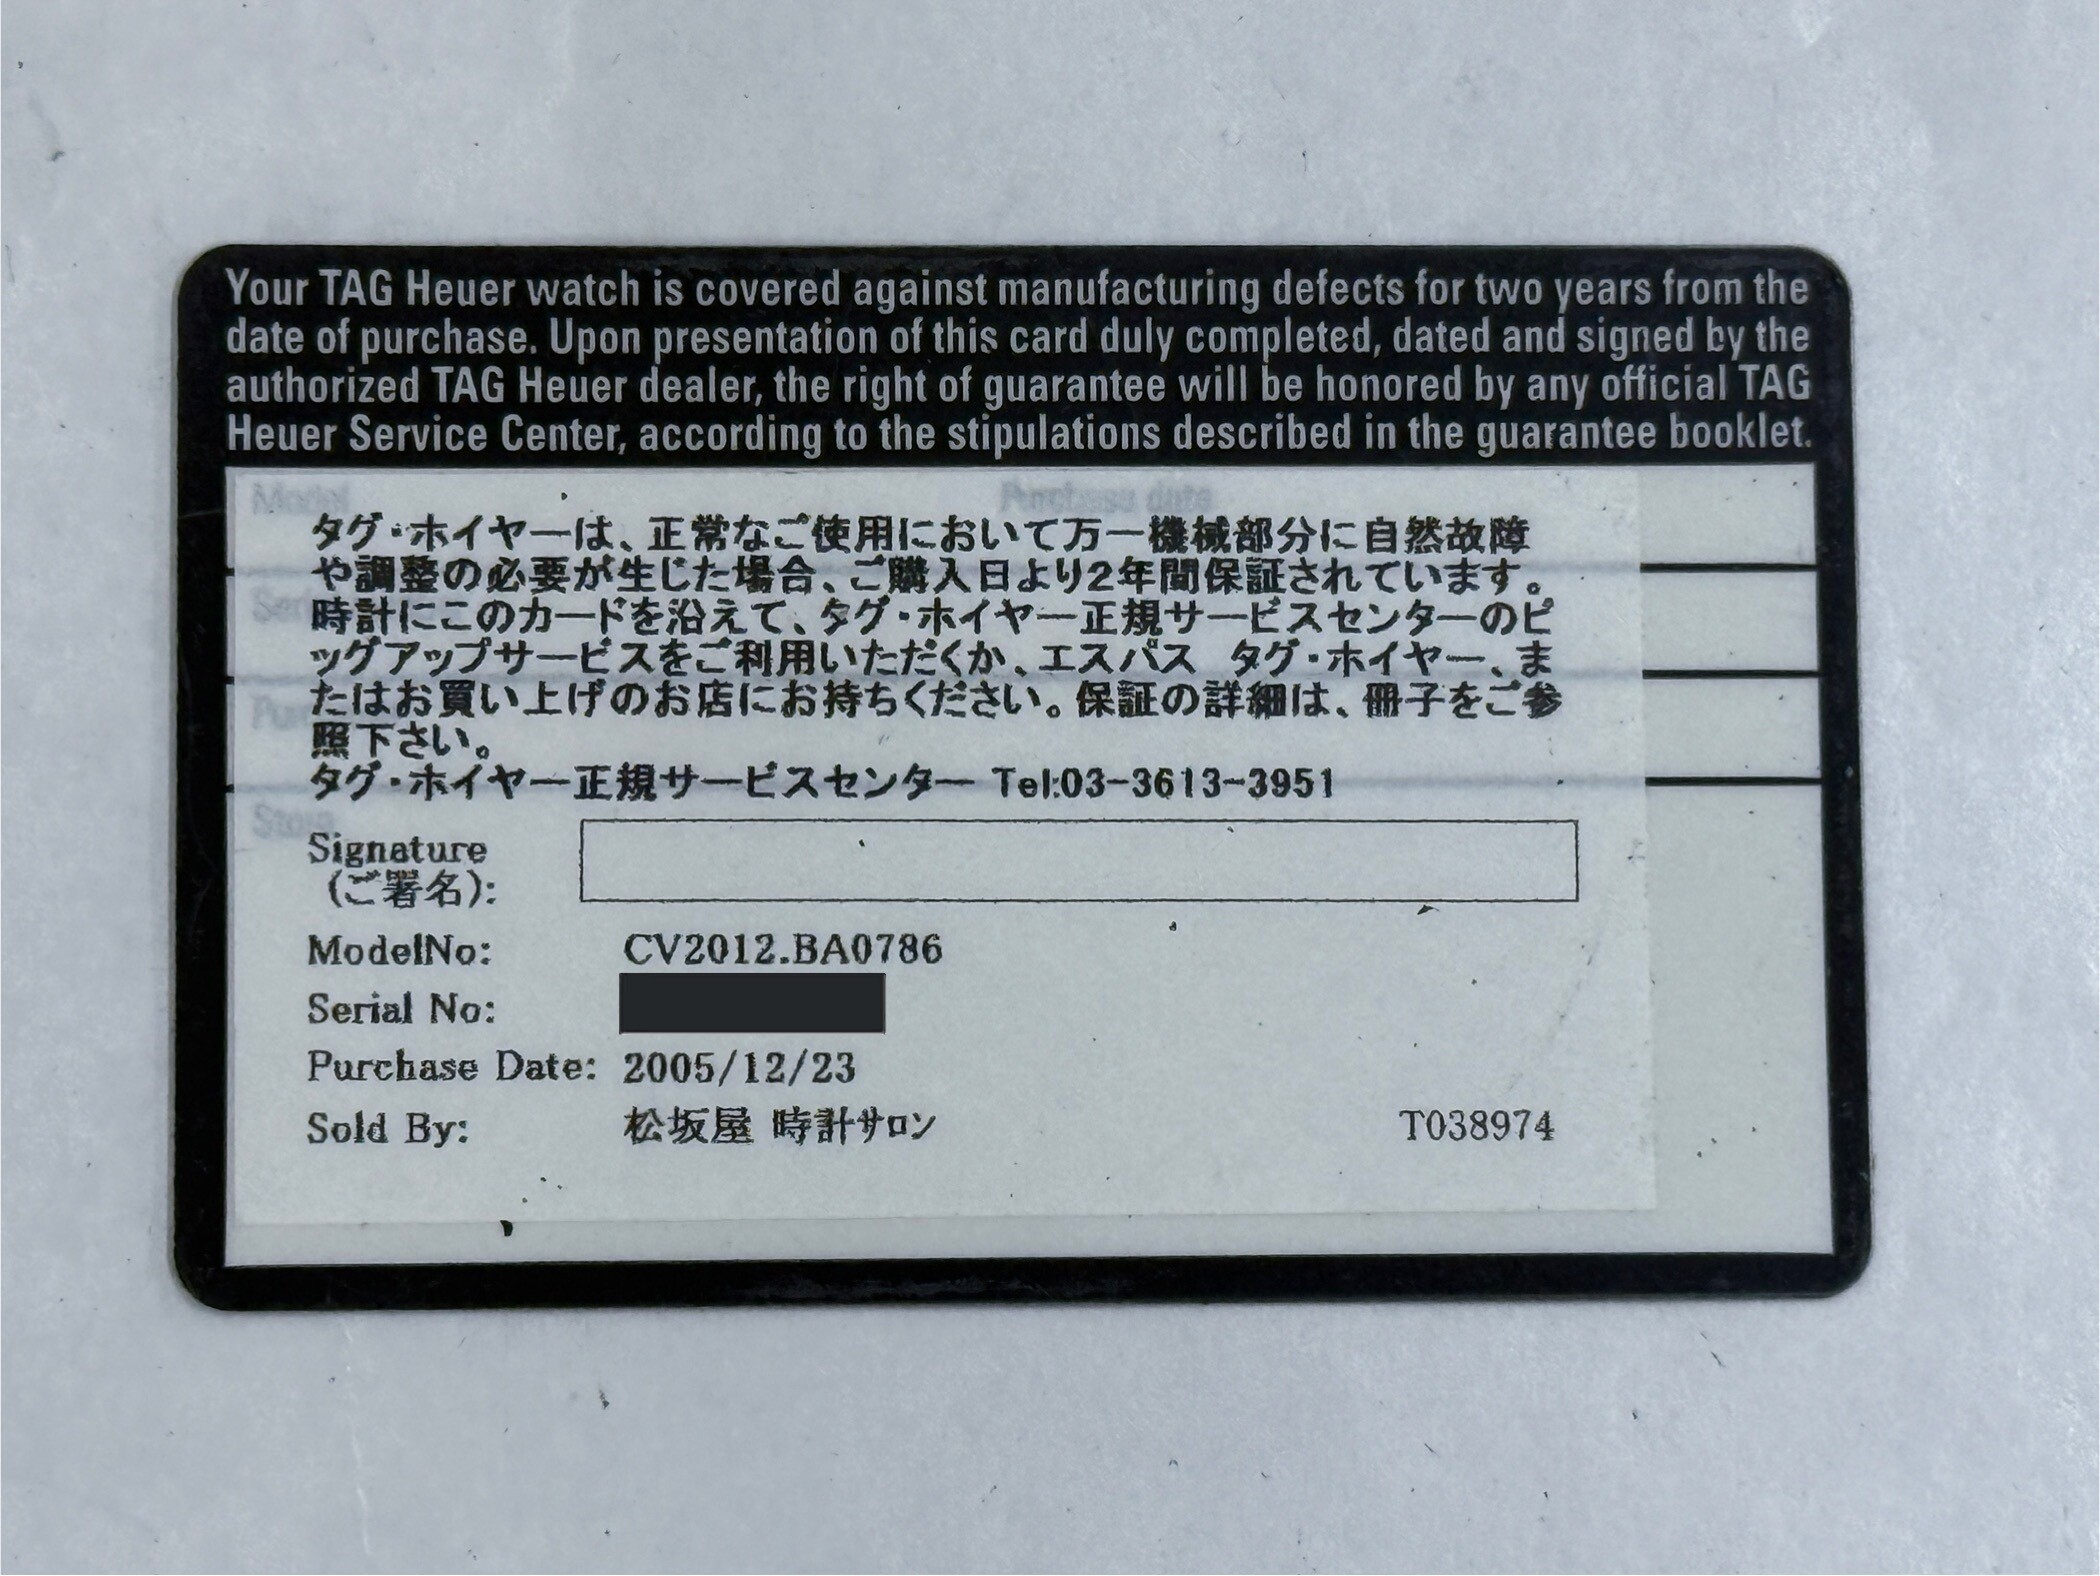 Your TAG Heuer watch is covered against manufacturing defects for two years from the
date of purchase. Upon presentation of this card duly completed, dated and signed by the
authorized TAG Heuer dealer, the right of guarantee will be honored by any official TAG
Heuer Service Center, according to the stipulations described in the guarantee booklet.
Model Purchase date
タグ・ホイヤーは、正常なご使用において万一機械部分に自然故障
や調整の必要が生じた場合、ご購入日より2年間保証されています。
時計にこのカードを沿えて、タグ・ホイヤー正規サービスセンターのピ
ッグアップサービスをご利用いただくか、エスパス タグ・ホイヤー、ま
たはお買い上げのお店にお持ちください。保証の詳細は、冊子をご参
照下さい。
タグ・ホイヤー正規サービスセンター Tel:03-3613-3951
Store
Signature
(ご署名):
ModelNo: CV2012.BA0786
Serial No:
Purchase Date: 2005/12/23
Sold By: 松坂屋 時計サロン T038974